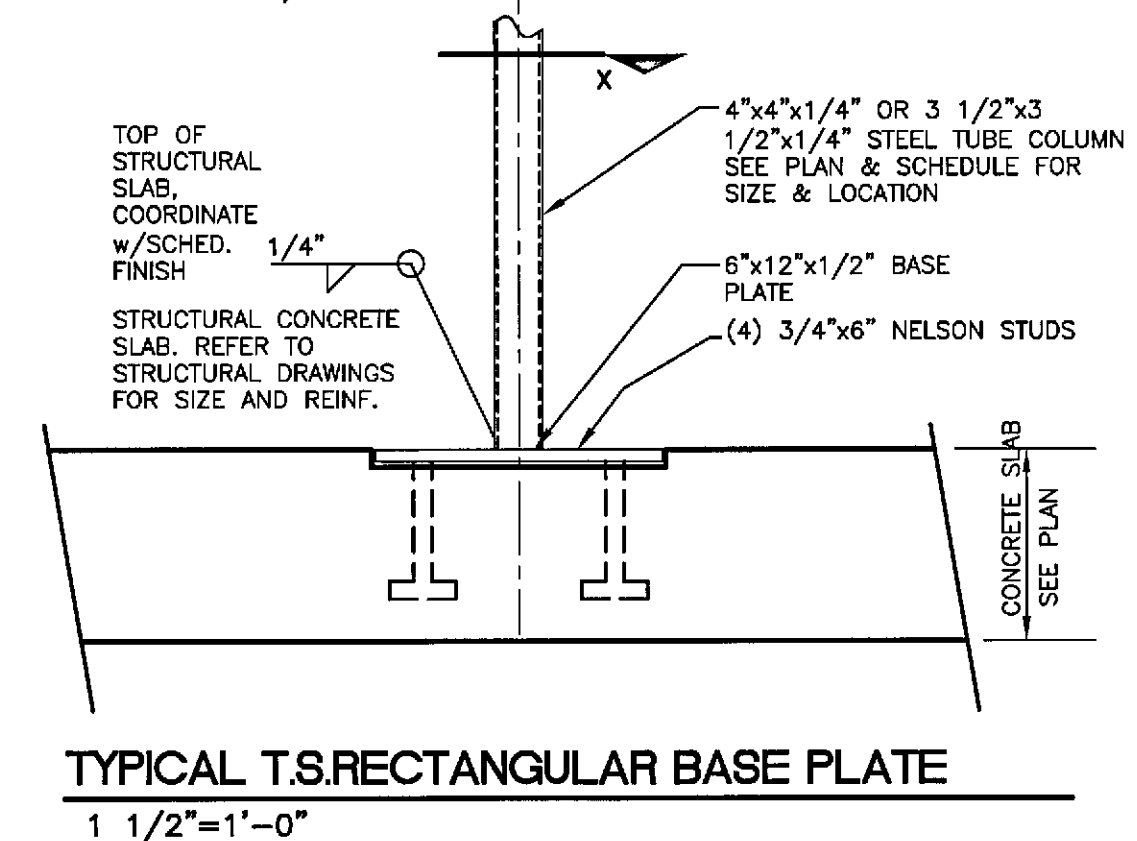 X
4"x4"x1/4" OR 3 1/2"x3
1/2"x1/4" STEEL TUBE COLUMN
SEE PLAN & SCHEDULE FOR
SIZE & LOCATION
TOP OF
STRUCTURAL
SLAB,
COORDINATE
w/SCHED.
FINISH
1/4"
6"x12"x1/2" BASE
PLATE
(4) 3/4"x6" NELSON STUDS
STRUCTURAL CONCRETE
SLAB. REFER TO
STRUCTURAL DRAWINGS
FOR SIZE AND REINF.
CONCRETE SLAB
SEE PLAN
TYPICAL T.S.RECTANGULAR BASE PLATE
1 1/2"=1'-0"